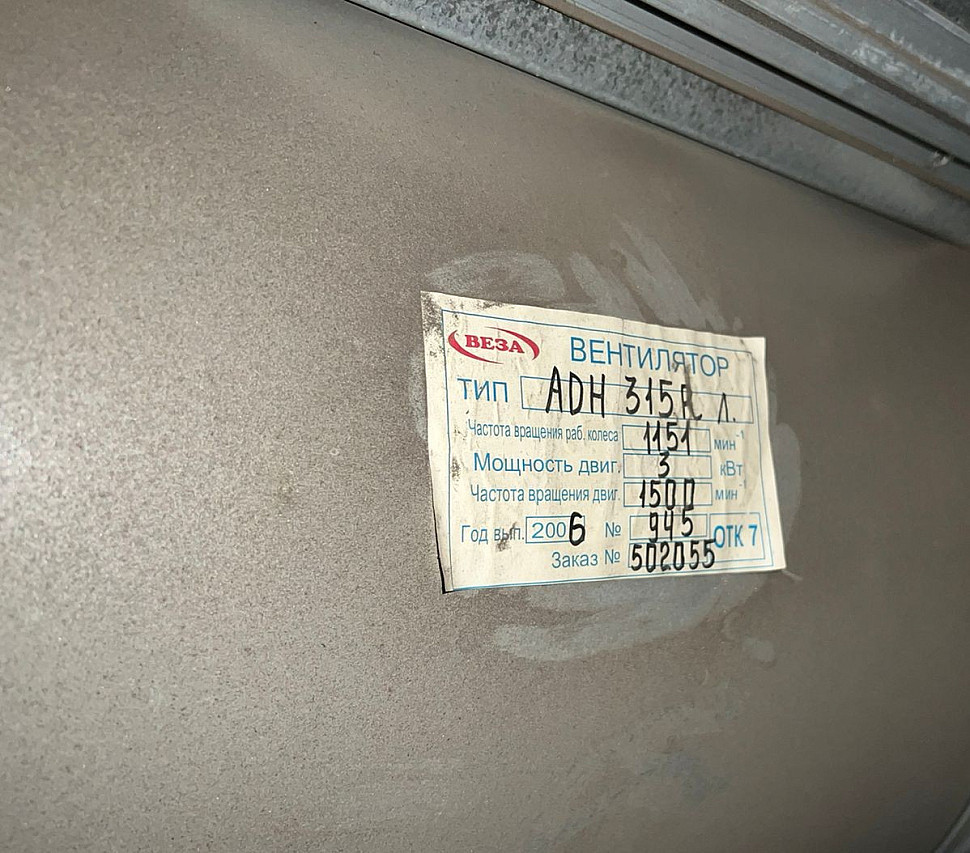 ВЕЗА ВЕНТИЛЯТОР
ТИП ADH 315R Л.
Частота вращения раб. колеса 1151 мин⁻¹
Мощность двиг. 3 кВт
Частота вращения двиг. 1500 мин⁻¹
Год вып. 2006 № 945 ОТК 7
Заказ № 502055